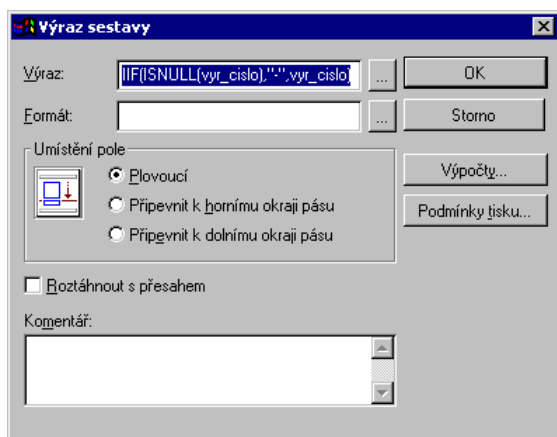 Výraz sestavy
Výraz: IIF(ISNULL(vyr_cislo),"-",vyr_cislo) ... OK
Formát: ... Storno
Umístění pole
Plovoucí
Připevnit k hornímu okraji pásu
Připevnit k dolnímu okraji pásu
Výpočty...
Podmínky tisku...
Roztáhnout s přesahem
Komentář: